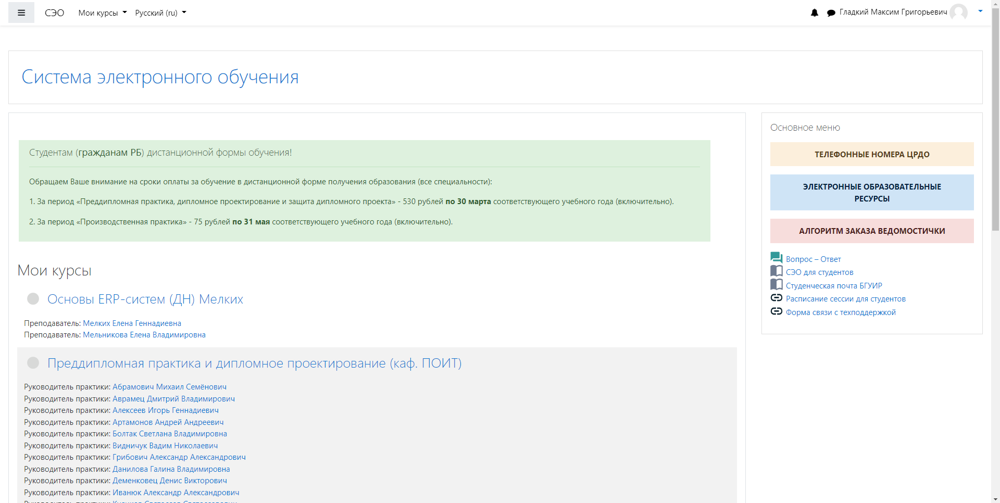 СЭО Мои курсы Русский (ru) Гладкий Максим Григорьевич
Система электронного обучения
Студентам (гражданам РБ) дистанционной формы обучения!
Обращаем Ваше внимание на сроки оплаты за обучение в дистанционной форме получения образования (все специальности):
1. За период «Преддипломная практика, дипломное проектирование и защита дипломного проекта» - 530 рублей по 30 марта соответствующего учебного года (включительно).
2. За период «Производственная практика» - 75 рублей по 31 мая соответствующего учебного года (включительно).
Мои курсы
Основы ERP-систем (ДН) Мелких
Преподаватель: Мелких Елена Геннадиевна
Преподаватель: Мельникова Елена Владимировна
Преддипломная практика и дипломное проектирование (каф. ПОИТ)
Руководитель практики: Абрамович Михаил Семёнович
Руководитель практики: Аврамец Дмитрий Владимирович
Руководитель практики: Алексеев Игорь Геннадиевич
Руководитель практики: Артамонов Андрей Андреевич
Руководитель практики: Болтак Светлана Владимировна
Руководитель практики: Видничук Вадим Николаевич
Руководитель практики: Грибович Александр Александрович
Руководитель практики: Данилова Галина Владимировна
Руководитель практики: Деменковец Денис Викторович
Руководитель практики: Иванюк Александр Александрович
Основное меню
ТЕЛЕФОННЫЕ НОМЕРА ЦРДО
ЭЛЕКТРОННЫЕ ОБРАЗОВАТЕЛЬНЫЕ
РЕСУРСЫ
АЛГОРИТМ ЗАКАЗА ВЕДОМОСТИЧКИ
Вопрос – Ответ
СЭО для студентов
Студенческая почта БГУИР
Расписание сессии для студентов
Форма связи с техподдержкой